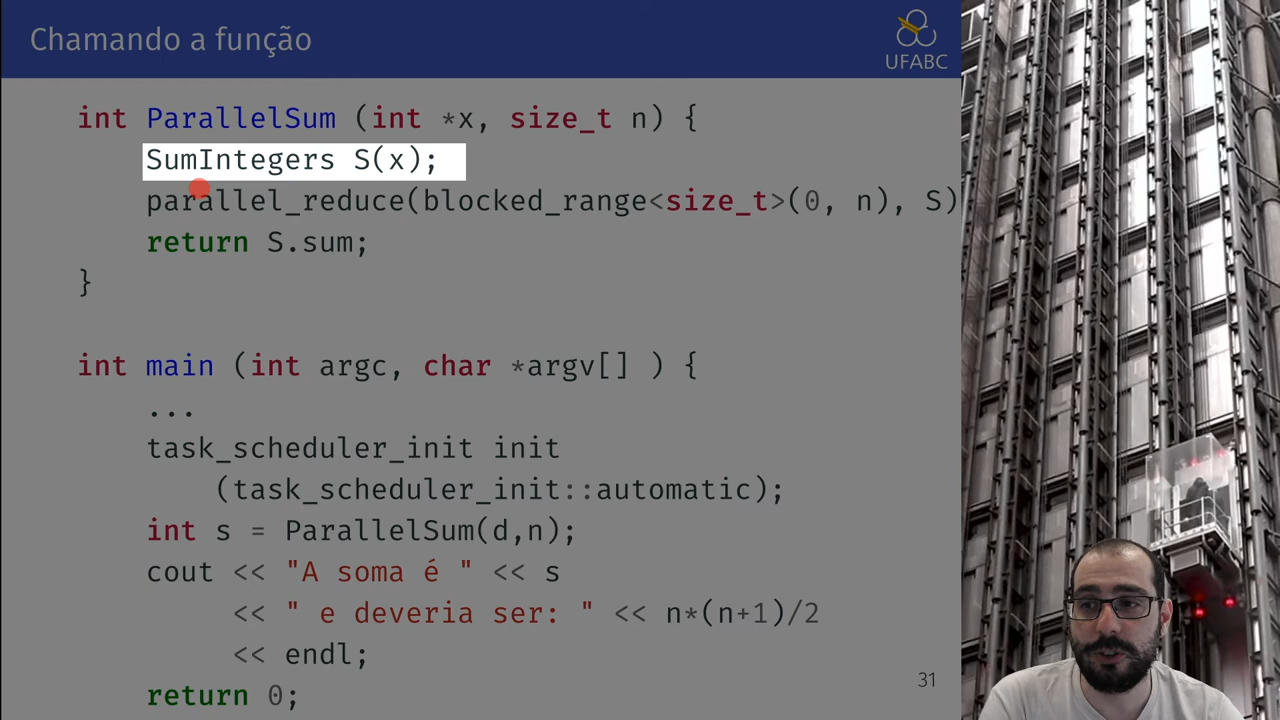 Chamando a função
UFABC
int ParallelSum (int *x, size_t n) {
SumIntegers S(x);
parallel_reduce(blocked_range<size_t>(0, n), S)
return S.sum;
}
int main (int argc, char *argv[] ) {
...
task_scheduler_init init
(task_scheduler_init::automatic);
int s = ParallelSum(d,n);
cout << "A soma é " << s
<< " e deveria ser: " << n*(n+1)/2
<< endl;
return 0;
31